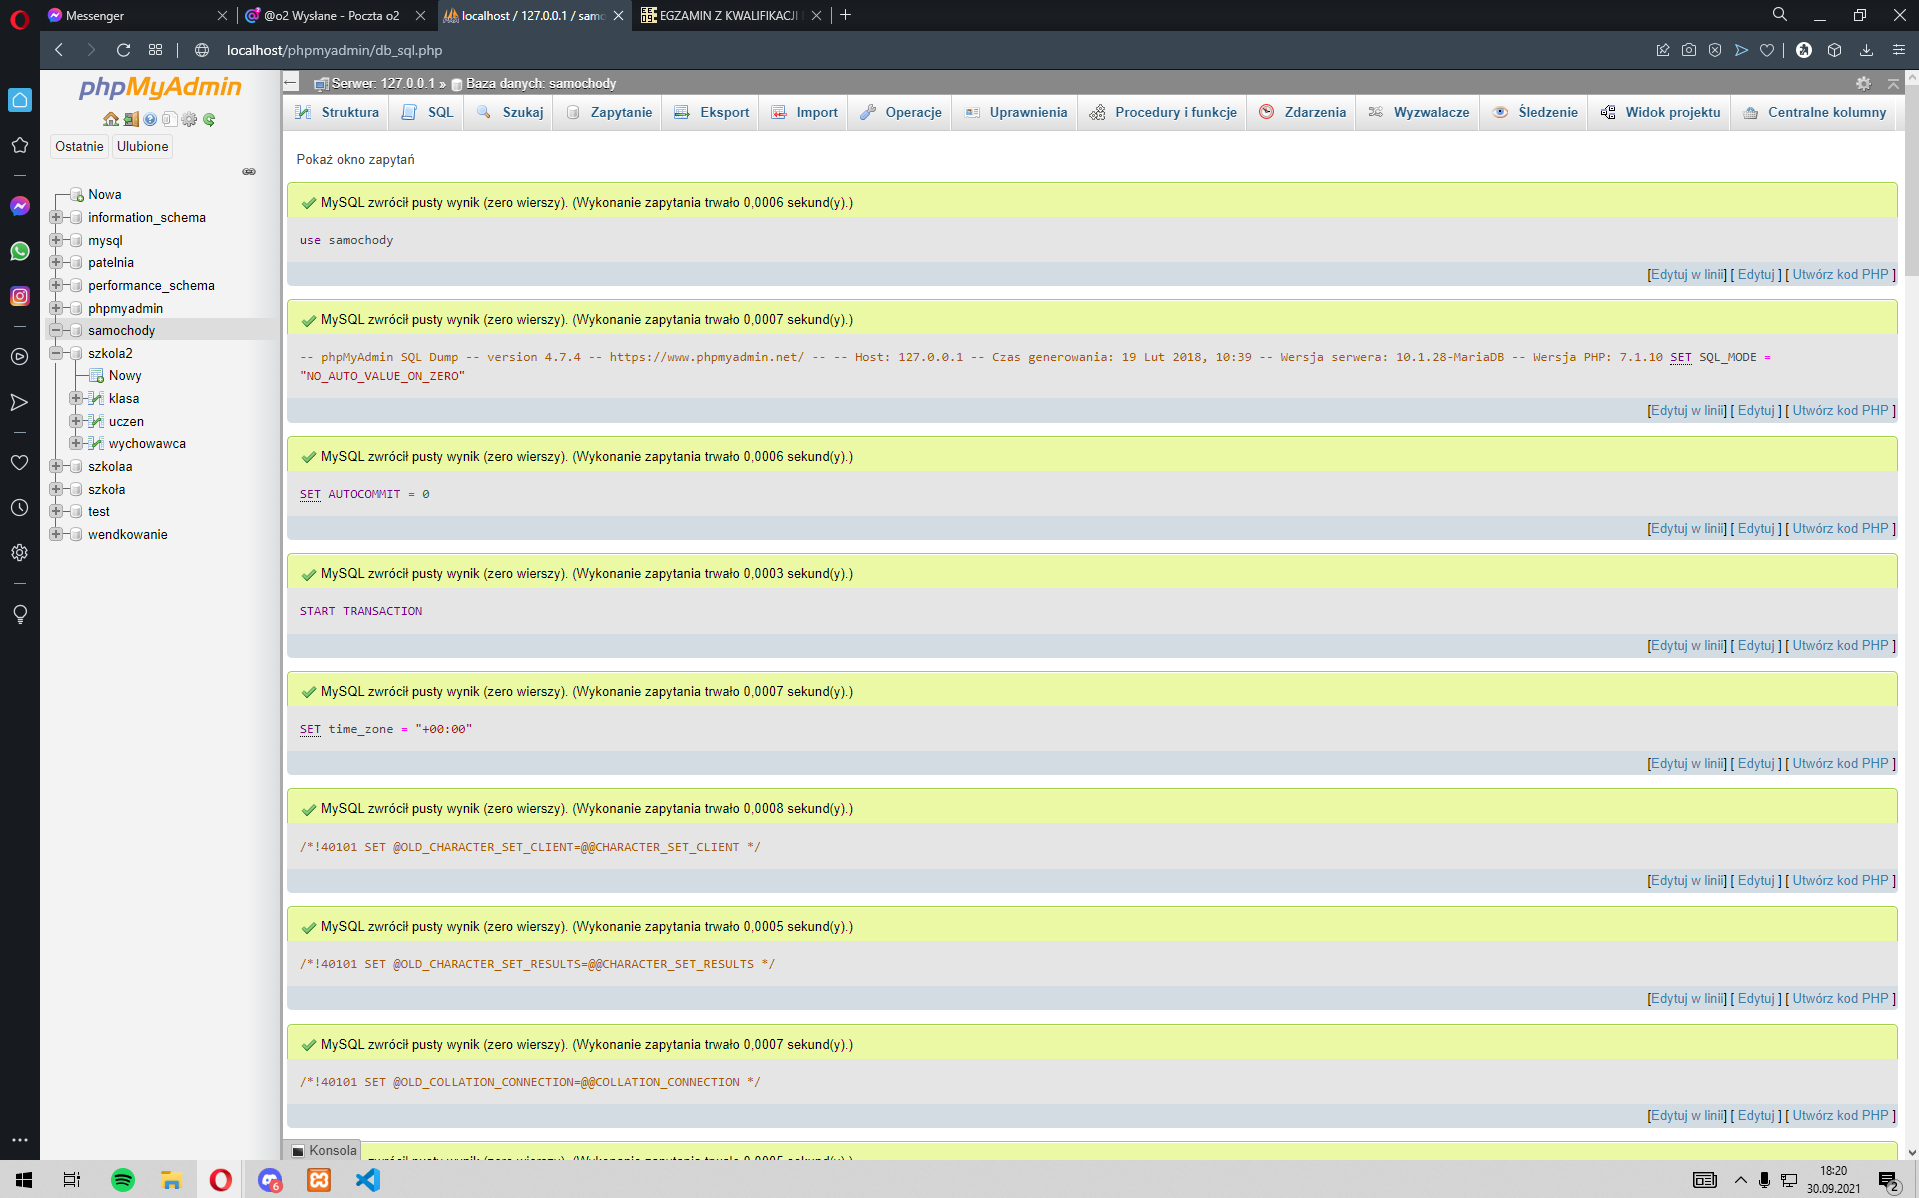 Messenger
@o2 Wysłane - Poczta o2
localhost / 127.0.0.1 / samo
EGZAMIN Z KWALIFIKACJI
localhost/phpmyadmin/db_sql.php
phpMyAdmin
Ostatnie
Ulubione
Nowa
information_schema
mysql
patelnia
performance_schema
phpmyadmin
samochody
szkola2
Nowy
klasa
uczen
wychowawca
szkolaa
szkoła
test
wendkowanie
Serwer: 127.0.0.1 » Baza danych: samochody
Struktura
SQL
Szukaj
Zapytanie
Eksport
Import
Operacje
Uprawnienia
Procedury i funkcje
Zdarzenia
Wyzwalacze
Śledzenie
Widok projektu
Centralne kolumny
Pokaż okno zapytań
MySQL zwrócił pusty wynik (zero wierszy). (Wykonanie zapytania trwało 0,0006 sekund(y).)
use samochody
[Edytuj w linii] [ Edytuj ] [ Utwórz kod PHP ]
MySQL zwrócił pusty wynik (zero wierszy). (Wykonanie zapytania trwało 0,0007 sekund(y).)
-- phpMyAdmin SQL Dump -- version 4.7.4 -- https://www.phpmyadmin.net/ -- -- Host: 127.0.0.1 -- Czas generowania: 19 Lut 2018, 10:39 -- Wersja serwera: 10.1.28-MariaDB -- Wersja PHP: 7.1.10 SET SQL_MODE =
"NO_AUTO_VALUE_ON_ZERO"
[Edytuj w linii] [ Edytuj ] [ Utwórz kod PHP ]
MySQL zwrócił pusty wynik (zero wierszy). (Wykonanie zapytania trwało 0,0006 sekund(y).)
SET AUTOCOMMIT = 0
[Edytuj w linii] [ Edytuj ] [ Utwórz kod PHP ]
MySQL zwrócił pusty wynik (zero wierszy). (Wykonanie zapytania trwało 0,0003 sekund(y).)
START TRANSACTION
[Edytuj w linii] [ Edytuj ] [ Utwórz kod PHP ]
MySQL zwrócił pusty wynik (zero wierszy). (Wykonanie zapytania trwało 0,0007 sekund(y).)
SET time_zone = "+00:00"
[Edytuj w linii] [ Edytuj ] [ Utwórz kod PHP ]
MySQL zwrócił pusty wynik (zero wierszy). (Wykonanie zapytania trwało 0,0008 sekund(y).)
/*!40101 SET @OLD_CHARACTER_SET_CLIENT=@@CHARACTER_SET_CLIENT */
[Edytuj w linii] [ Edytuj ] [ Utwórz kod PHP ]
MySQL zwrócił pusty wynik (zero wierszy). (Wykonanie zapytania trwało 0,0005 sekund(y).)
/*!40101 SET @OLD_CHARACTER_SET_RESULTS=@@CHARACTER_SET_RESULTS */
[Edytuj w linii] [ Edytuj ] [ Utwórz kod PHP ]
MySQL zwrócił pusty wynik (zero wierszy). (Wykonanie zapytania trwało 0,0007 sekund(y).)
/*!40101 SET @OLD_COLLATION_CONNECTION=@@COLLATION_CONNECTION */
[Edytuj w linii] [ Edytuj ] [ Utwórz kod PHP ]
Konsola
zwrócił pusty wynik (zero wierszy). (Wykonanie zapytania trwało 0,0005 sekund(y).)
6
18:20
30.09.2021
2